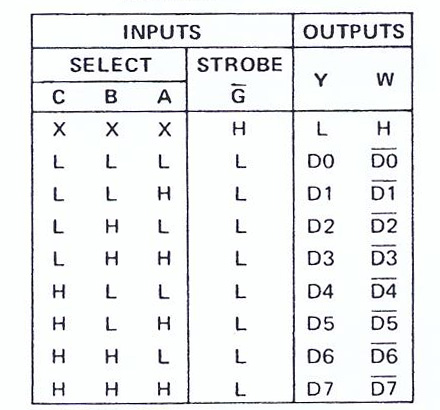 INPUTS OUTPUTS
SELECT STROBE Y W
C B A G̅
X X X H L H
L L L L D0 D̅0̅
L L H L D1 D̅1̅
L H L L D2 D̅2̅
L H H L D3 D̅3̅
H L L L D4 D̅4̅
H L H L D5 D̅5̅
H H L L D6 D̅6̅
H H H L D7 D̅7̅